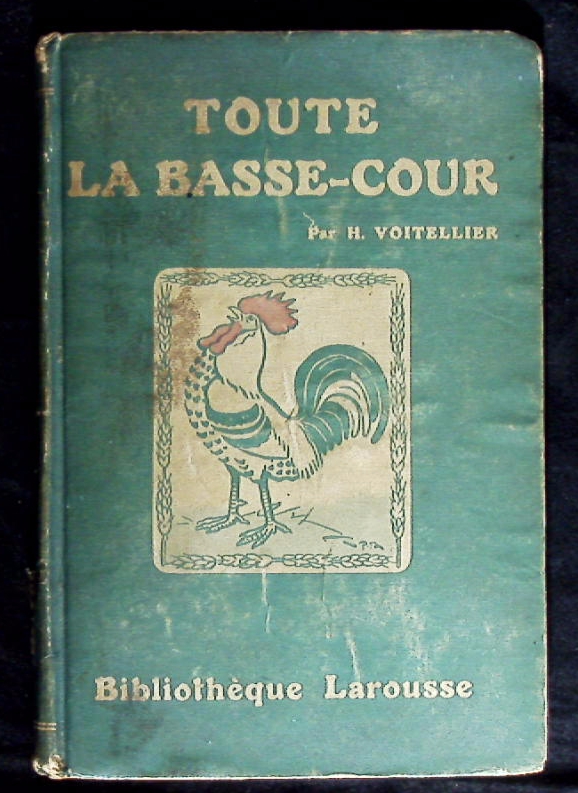 TOUTE
LA BASSE-COUR
Par H. VOITELLIER
Bibliothèque Larousse